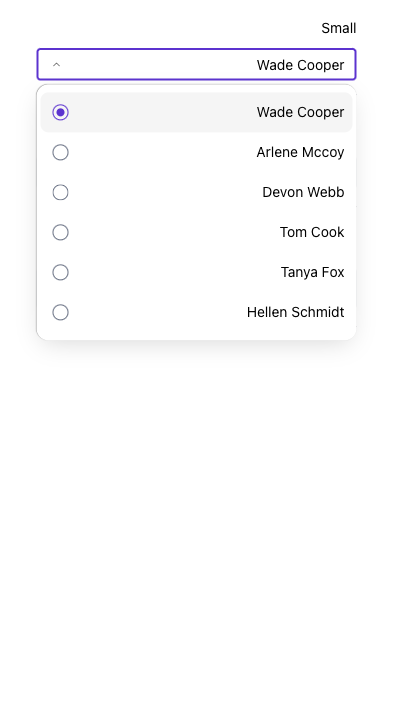 Small
Wade Cooper
Wade Cooper
Arlene Mccoy
Devon Webb
Tom Cook
Tanya Fox
Hellen Schmidt